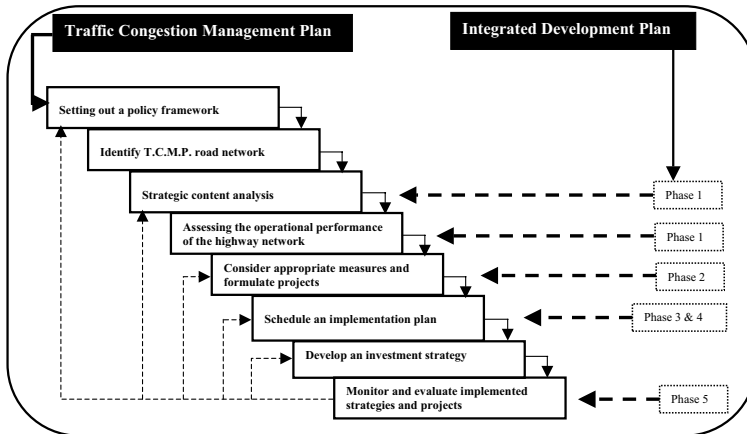 Traffic Congestion Management Plan
Integrated Development Plan
Setting out a policy framework
Identify T.C.M.P. road network
Strategic content analysis
Phase 1
Assessing the operational performance
of the highway network
Phase 1
Consider appropriate measures and
formulate projects
Phase 2
Schedule an implementation plan
Phase 3 & 4
Develop an investment strategy
Monitor and evaluate implemented
strategies and projects
Phase 5